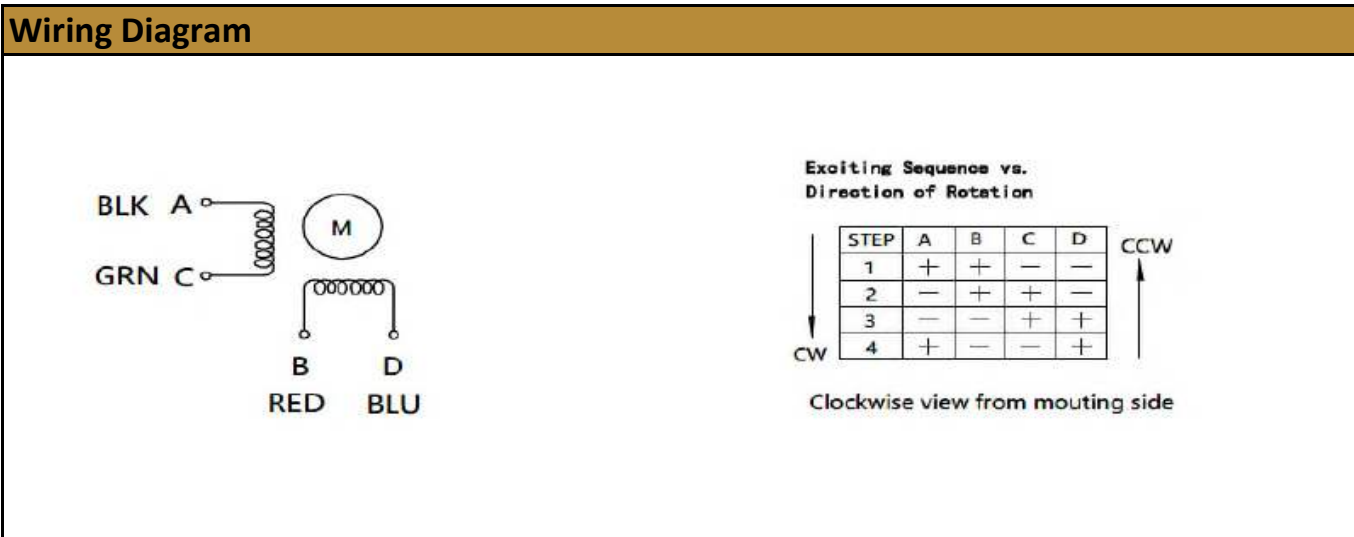 Wiring Diagram
BLK A
GRN C
M
B D
RED BLU
Exciting Sequence vs.
Direction of Rotation
STEP A B C D
1 + + — —
2 — + + —
3 — — + +
4 + — — +
CW
CCW
Clockwise view from mouting side